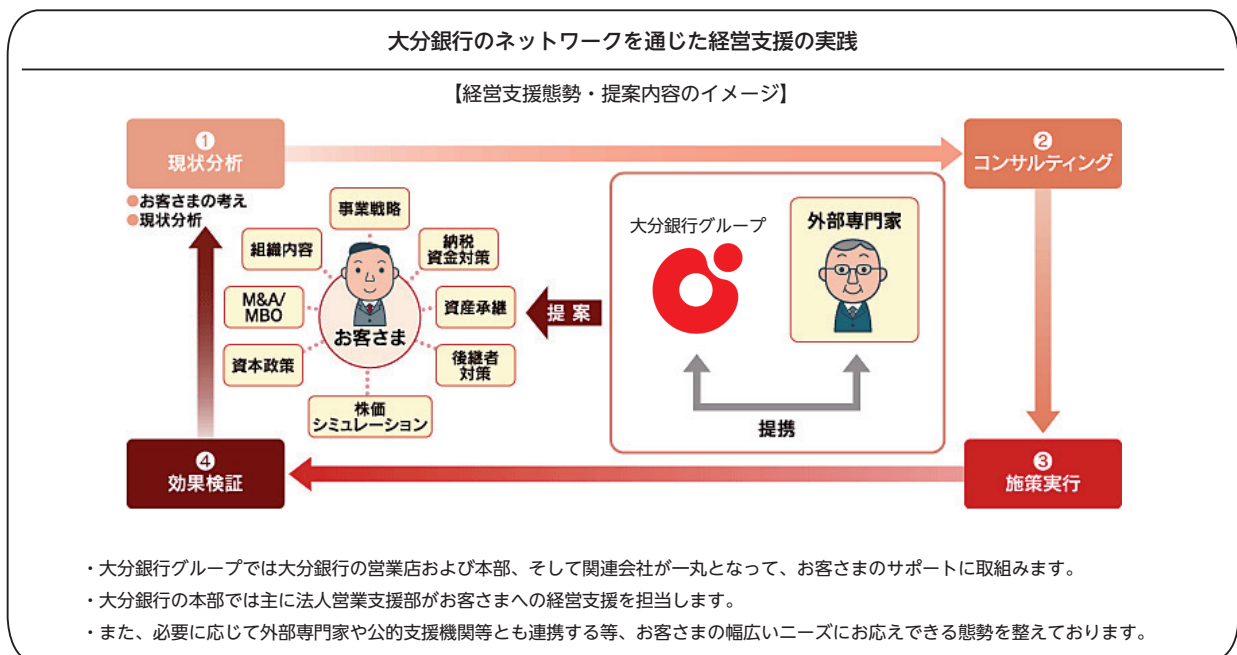 大分銀行のネットワークを通じた経営支援の実践
【経営支援態勢・提案内容のイメージ】
❶
現状分析
❷
コンサルティング
●お客さまの考え
●現状分析
事業戦略
組織内容
納税
資金対策
M&A/
MBO
資産承継
お客さま
資本政策
後継者
対策
株価
シミュレーション
提案
大分銀行グループ
外部専門家
提携
❹
効果検証
❸
施策実行
・大分銀行グループでは大分銀行の営業店および本部、そして関連会社が一丸となって、お客さまのサポートに取組みます。
・大分銀行の本部では主に法人営業支援部がお客さまへの経営支援を担当します。
・また、必要に応じて外部専門家や公的支援機関等とも連携する等、お客さまの幅広いニーズにお応えできる態勢を整えております。